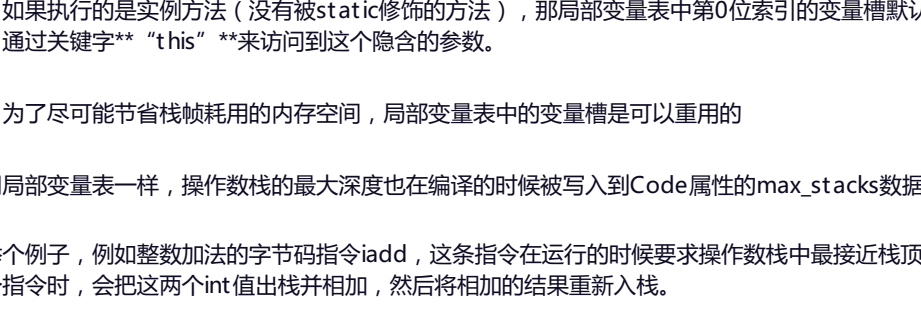 如果执行的是实例方法（没有被static修饰的方法），那局部变量表中第0位索引的变量槽默认
通过关键字**“this”**来访问到这个隐含的参数。
为了尽可能节省栈帧耗用的内存空间，局部变量表中的变量槽是可以重用的
局部变量表一样，操作数栈的最大深度也在编译的时候被写入到Code属性的max_stacks数据
个例子，例如整数加法的字节码指令iadd，这条指令在运行的时候要求操作数栈中最接近栈顶
指令时，会把这两个int值出栈并相加，然后将相加的结果重新入栈。